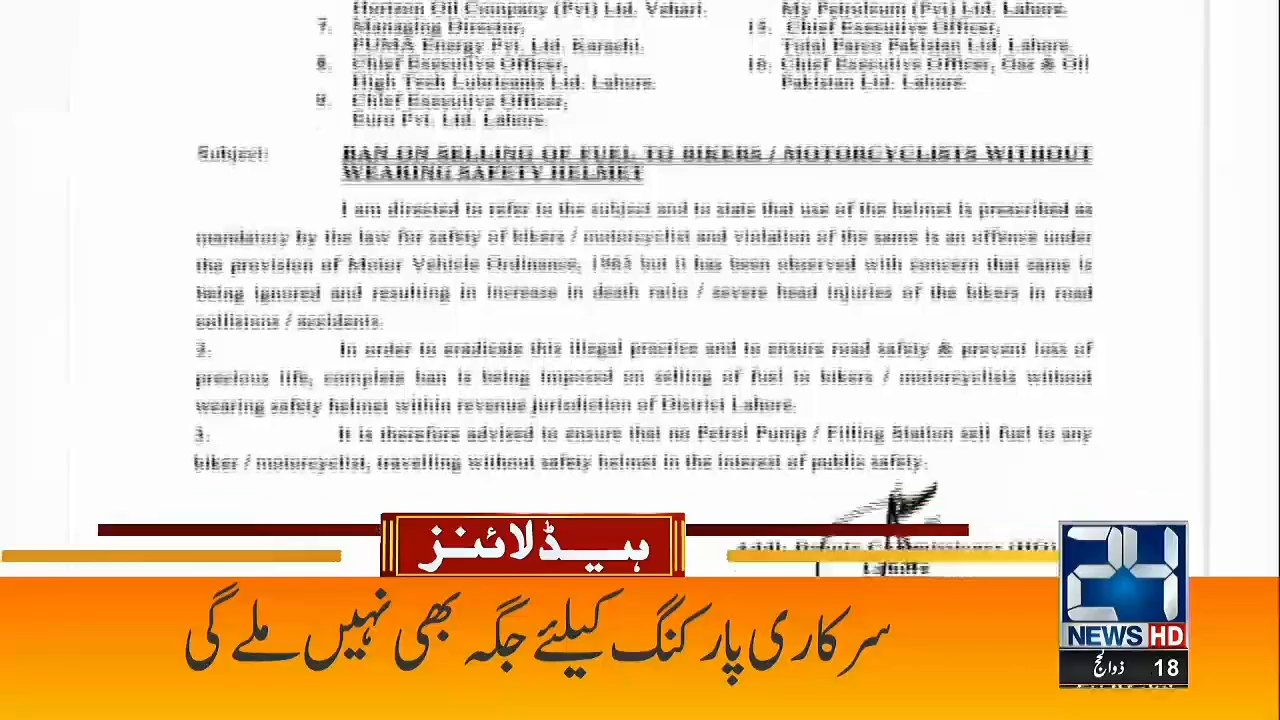 Horizon Oil Company (Pvt) Ltd. Vehari.
7. Managing Director,
PUMA Energy Pvt. Ltd. Karachi.
8. Chief Executive Officer,
High Tech Lubricants Ltd. Lahore.
9. Chief Executive Officer,
Euro Pvt. Ltd. Lahore.
My Petroleum (Pvt) Ltd. Lahore.
15. Chief Executive Officer,
Total Parco Pakistan Ltd. Lahore.
16. Chief Executive Officer, Gas & Oil
Pakistan Ltd. Lahore.
Subject: BAN ON SELLING OF FUEL TO BIKERS / MOTORCYCLISTS WITHOUT
WEARING SAFETY HELMET
I am directed to refer to the subject and to state that use of the helmet is prescribed as
mandatory by the law for safety of bikers / motorcyclist and violation of the same is an offence under
the provision of Motor Vehicle Ordinance, 1965 but it has been observed with concern that same is
being ignored and resulting in increase in death ratio / severe head injuries of the bikers in road
collisions / accidents.
2. In order to eradicate this illegal practice and to ensure road safety & prevent loss of
precious life, complete ban is being imposed on selling of fuel to bikers / motorcyclists without
wearing safety helmet within revenue jurisdiction of District Lahore.
3. It is therefore advised to ensure that no Petrol Pump / Filling Station sell fuel to any
biker / motorcyclist, travelling without safety helmet in the interest of public safety.
Lahore
ہیڈلائنز
سرکاری پارکنگ کیلئے جگہ بھی نہیں ملے گی
24
NEWS HD
18 ذوالحج